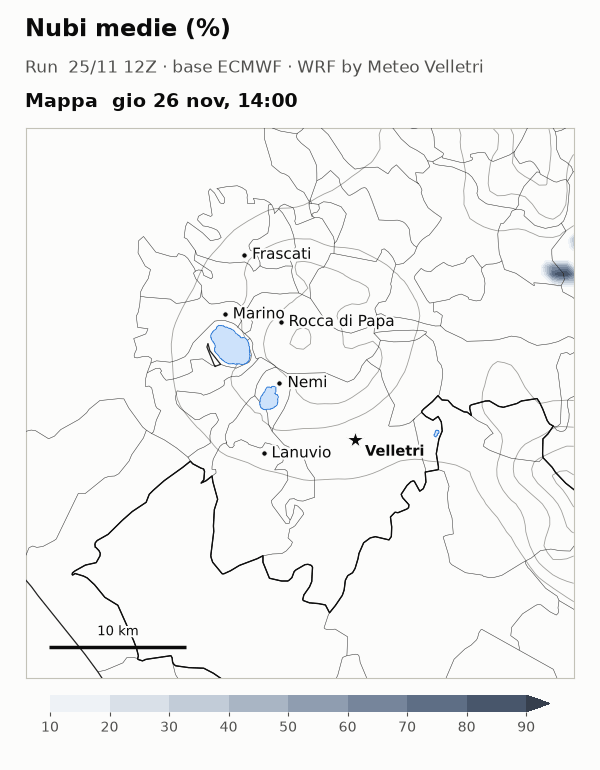 Nubi medie (%)
Run  25/11 12Z · base ECMWF · WRF by Meteo Velletri
Mappa  gio 26 nov, 14:00
Frascati
Marino
Rocca di Papa
Nemi
Velletri
Lanuvio
10 km
10 20 30 40 50 60 70 80 90